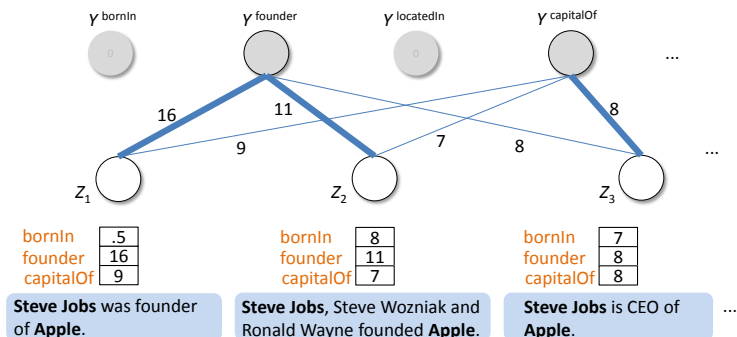 Y bornIn Y founder Y locatedIn Y capitalOf
0 0 ...
16 11 8
9 7 8 ...
Z1 Z2 Z3
bornIn .5 bornIn 8 bornIn 7
founder 16 founder 11 founder 8
capitalOf 9 capitalOf 7 capitalOf 8
Steve Jobs was founder
of Apple.
Steve Jobs, Steve Wozniak and
Ronald Wayne founded Apple.
Steve Jobs is CEO of
Apple.
...